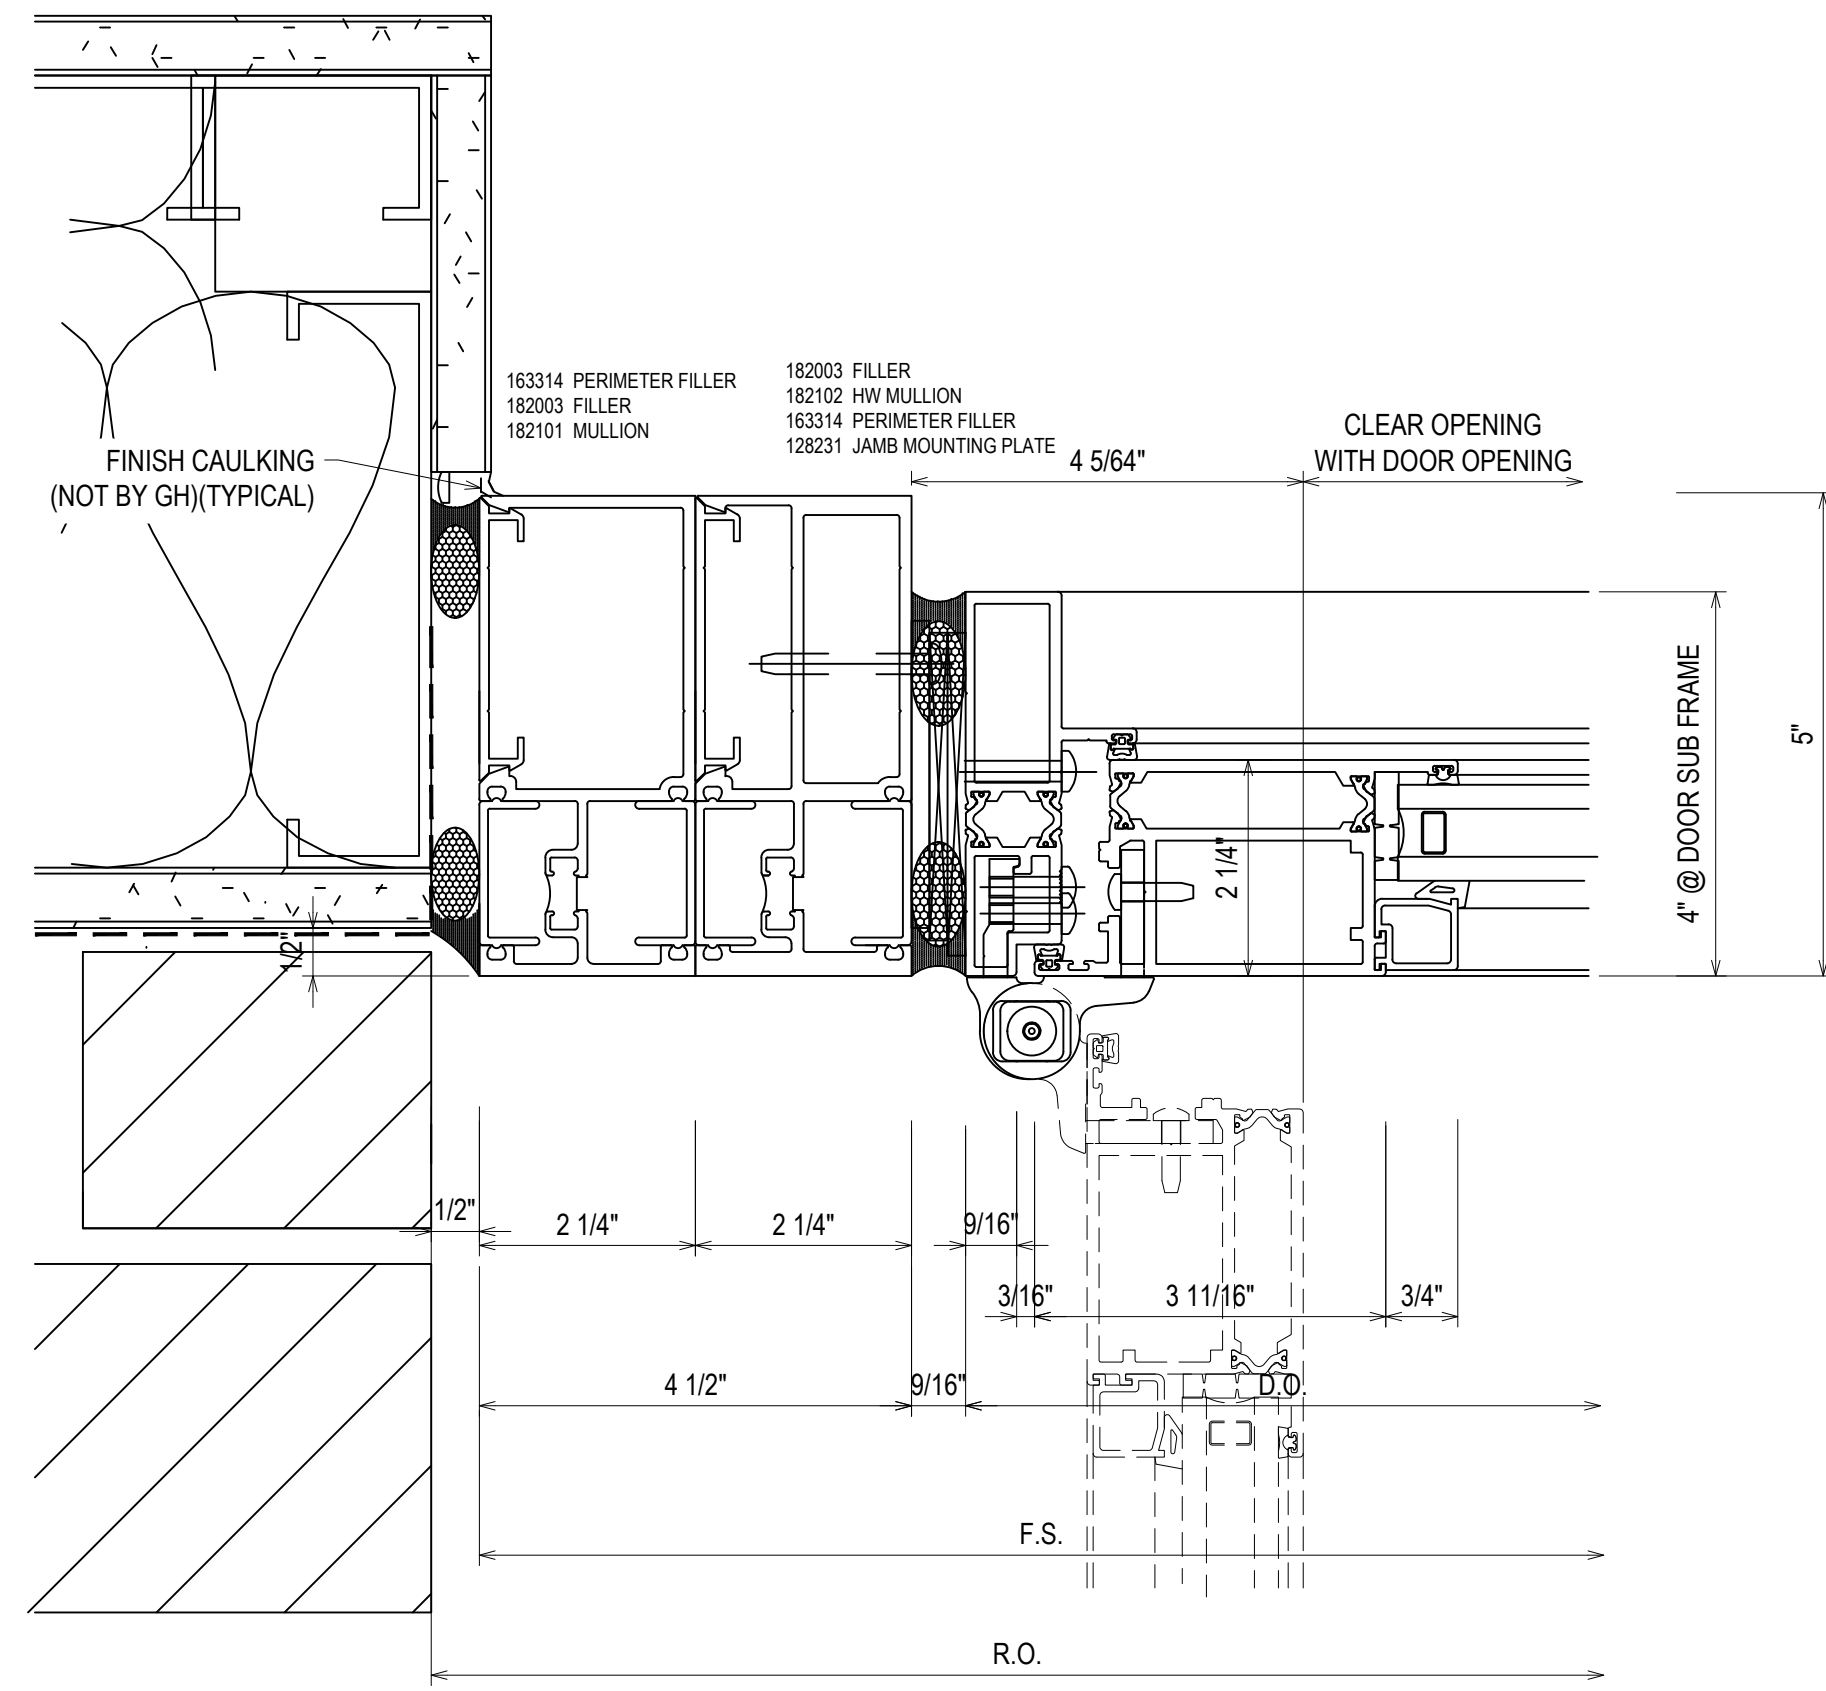 163314 PERIMETER FILLER
182003 FILLER
182101 MULLION
182003 FILLER
182102 HW MULLION
163314 PERIMETER FILLER
128231 JAMB MOUNTING PLATE
CLEAR OPENING
WITH DOOR OPENING
4 5/64"
FINISH CAULKING
(NOT BY GH)(TYPICAL)
4" @ DOOR SUB FRAME
5"
2 1/4"
1/2"
1/2"
2 1/4"
2 1/4"
9/16"
3/16"
3 11/16"
3/4"
4 1/2"
9/16"
D.O.
F.S.
R.O.